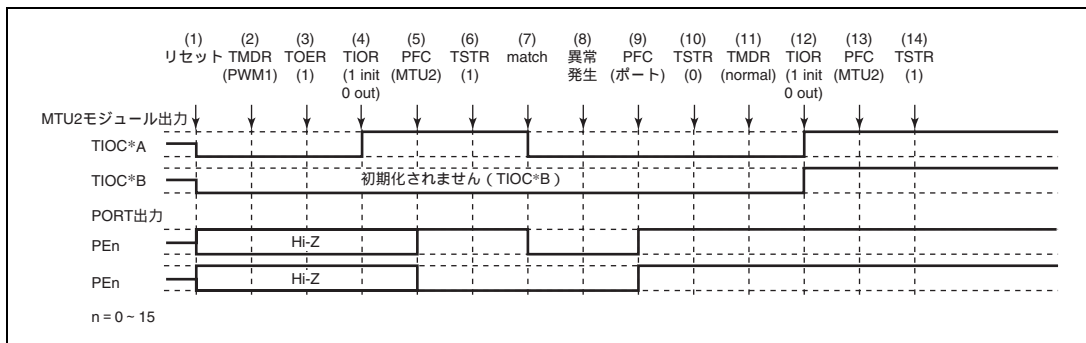 (1) (2) (3) (4) (5) (6) (7) (8) (9) (10) (11) (12) (13) (14)
リセット TMDR TOER TIOR PFC TSTR match 異常 PFC TSTR TMDR TIOR PFC TSTR
(PWM1) (1) (1 init (MTU2) (1) 発生 (ポート) (0) (normal) (1 init (MTU2) (1)
0 out) 0 out)
MTU2モジュール出力
TIOC*A
TIOC*B 初期化されません（TIOC*B）
PORT出力
PEn Hi-Z
PEn Hi-Z
n = 0 ~ 15